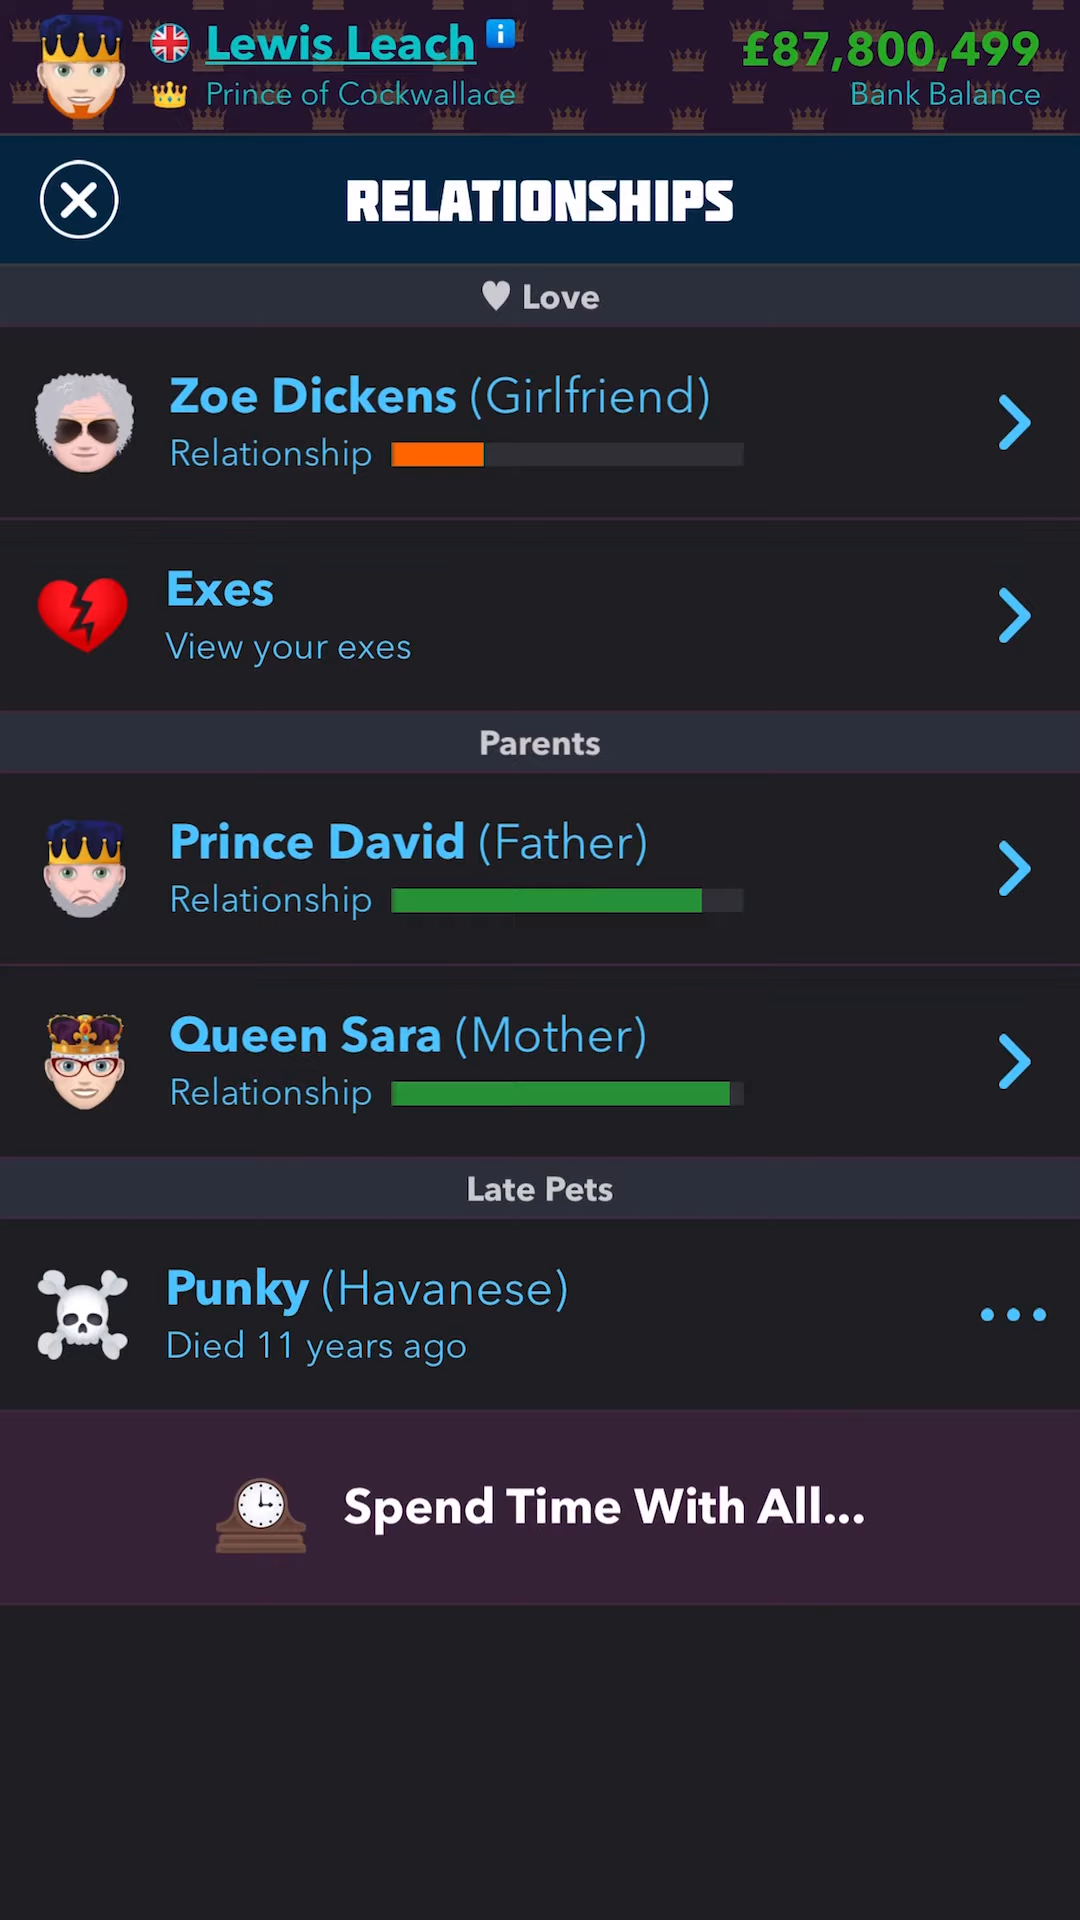 Lewis Leach
£87,800,499
Prince of Cockwallace
Bank Balance
RELATIONSHIPS
Love
Zoe Dickens (Girlfriend)
Relationship
Exes
View your exes
Parents
Prince David (Father)
Relationship
Queen Sara (Mother)
Relationship
Late Pets
Punky (Havanese)
Died 11 years ago
Spend Time With All...